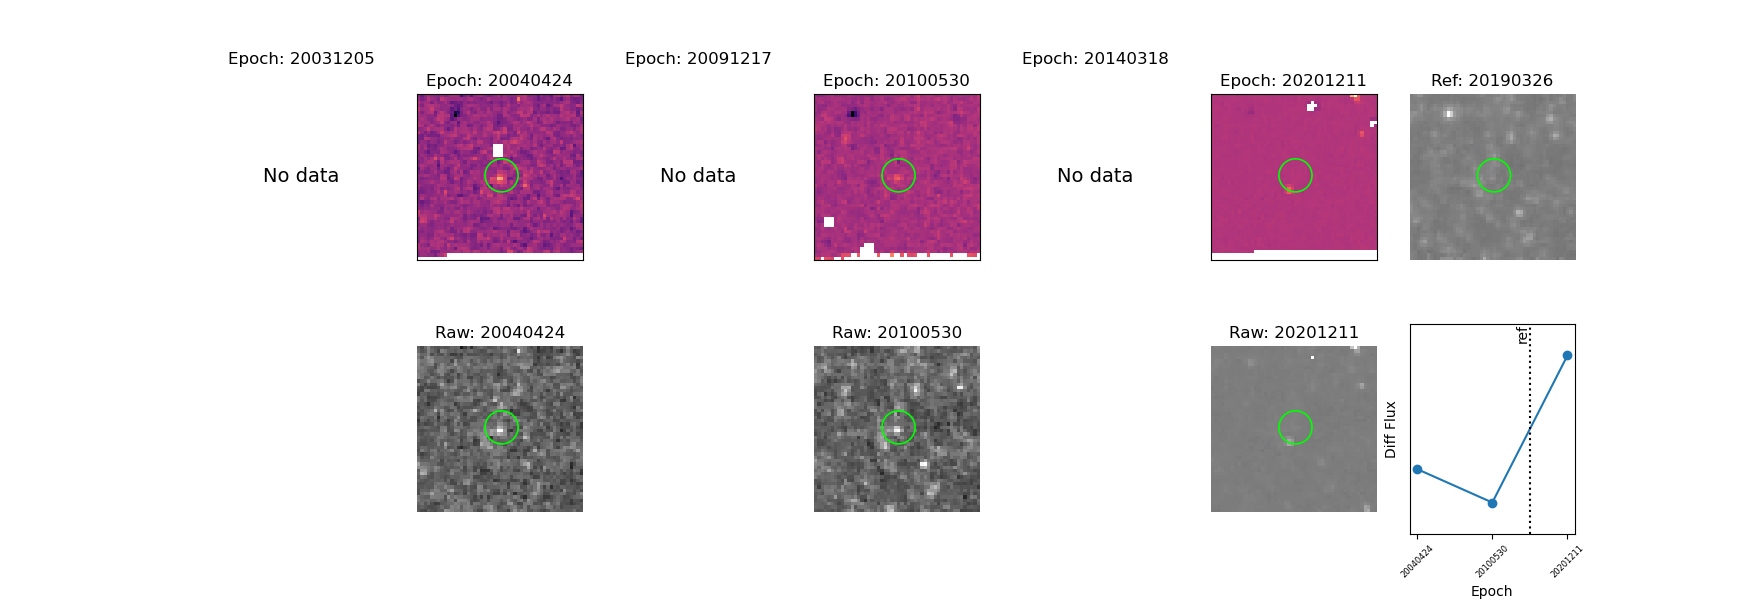 Epoch: 20031205
Epoch: 20091217
Epoch: 20140318
Epoch: 20040424
Epoch: 20100530
Epoch: 20201211
Ref: 20190326
No data
No data
No data
Raw: 20040424
Raw: 20100530
Raw: 20201211
ref
Diff Flux
20040424
20100530
20201211
Epoch